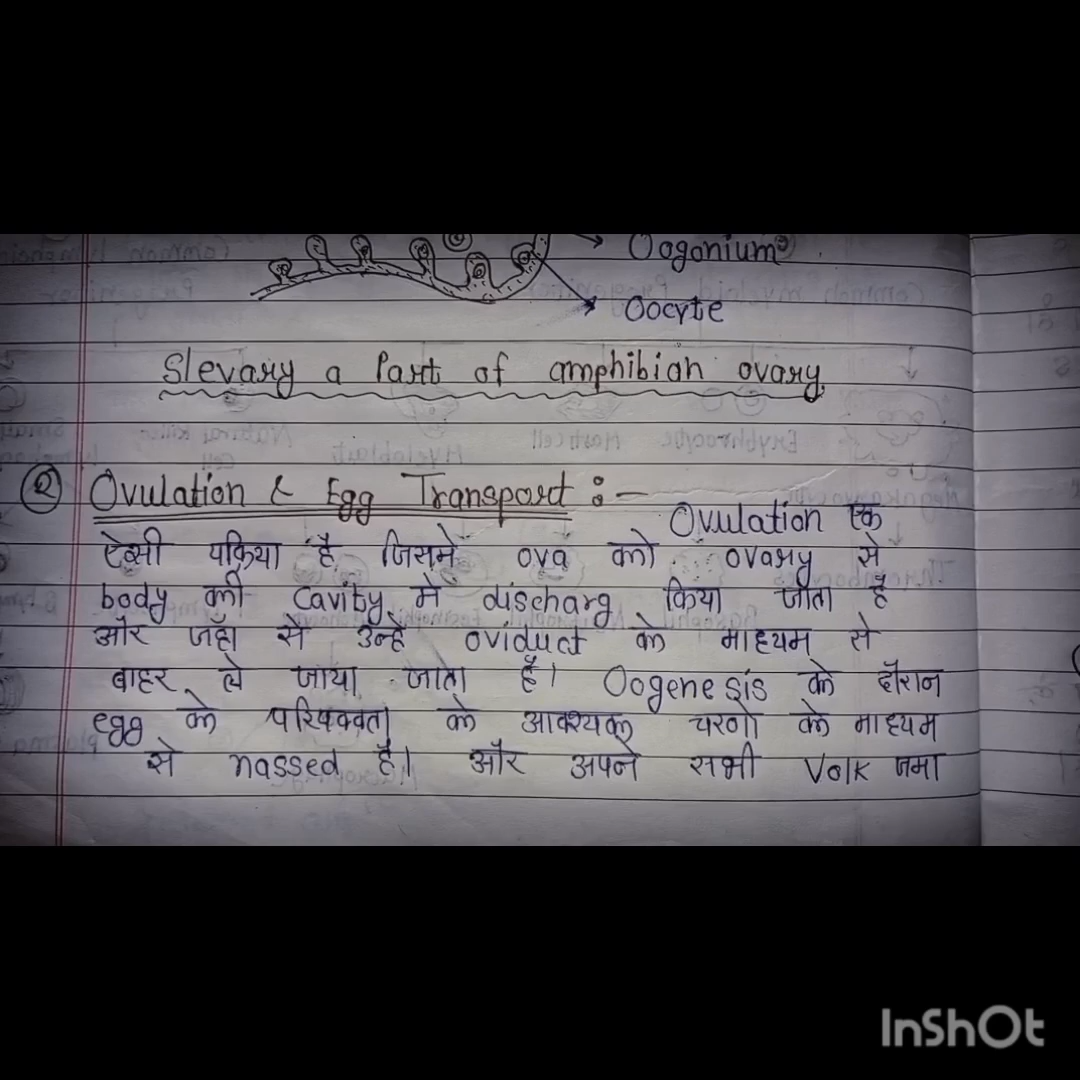 Oogonium
Oocyte
Slevary a Part of amphibian ovary
2 Ovulation & Egg Transport :-
Ovulation एक
ऐसी पक्रिया है जिसमे ova को ovary से
body की cavity मे discharg किया जाता है
और जहाँ से उन्हे oviduct के माध्यम से
बाहर ले जाया जाता है। Oogenesis के दौरान
egg के परिपक्वता के आवश्यक चरणो के माध्यम
से passed है। और अपने सभी Yolk जमा
InShOt